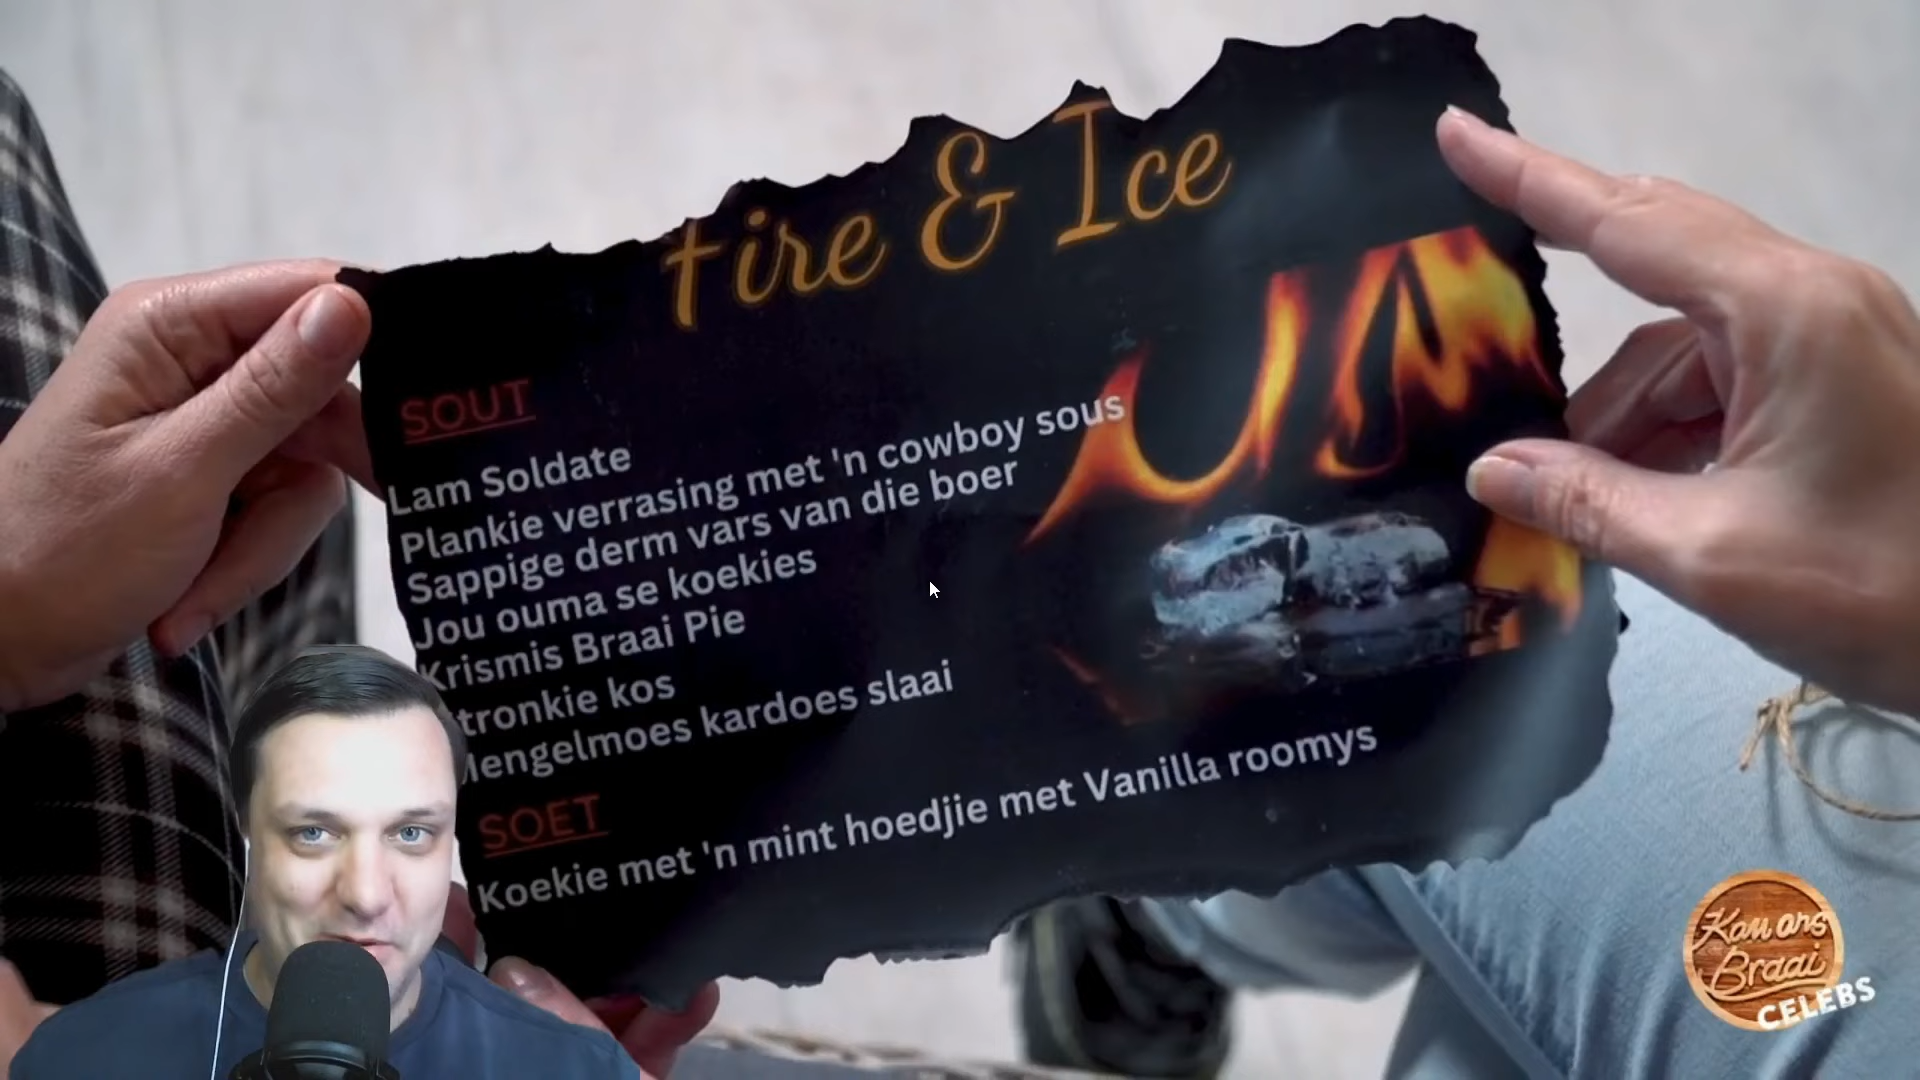 Fire & Ice
SOUT
Lam Soldate
Plankie verrasing met 'n cowboy sous
Sappige derm vars van die boer
Jou ouma se koekies
Krismis Braai Pie
tronkie kos
engelmoes kardoes slaai
SOET
Koekie met 'n mint hoedjie met Vanilla roomys
Kan ons
Braai
CELEBS